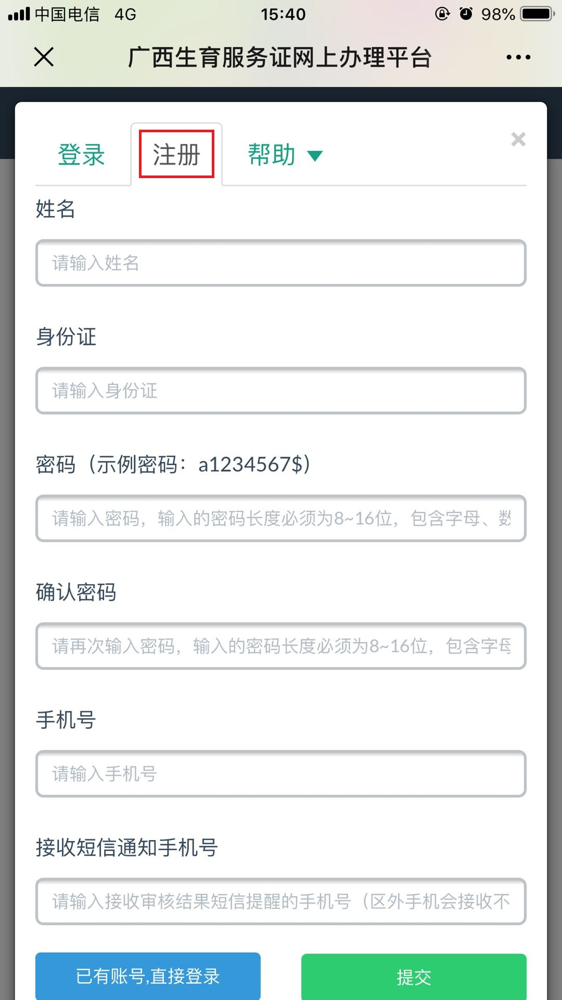 中国电信 4G 15:40 98%
广西生育服务证网上办理平台
登录 注册 帮助
姓名
请输入姓名
身份证
请输入身份证
密码（示例密码：a1234567$）
请输入密码，输入的密码长度必须为8~16位，包含字母、数
确认密码
请再次输入密码，输入的密码长度必须为8~16位，包含字母
手机号
请输入手机号
接收短信通知手机号
请输入接收审核结果短信提醒的手机号（区外手机会接收不
已有账号,直接登录 提交